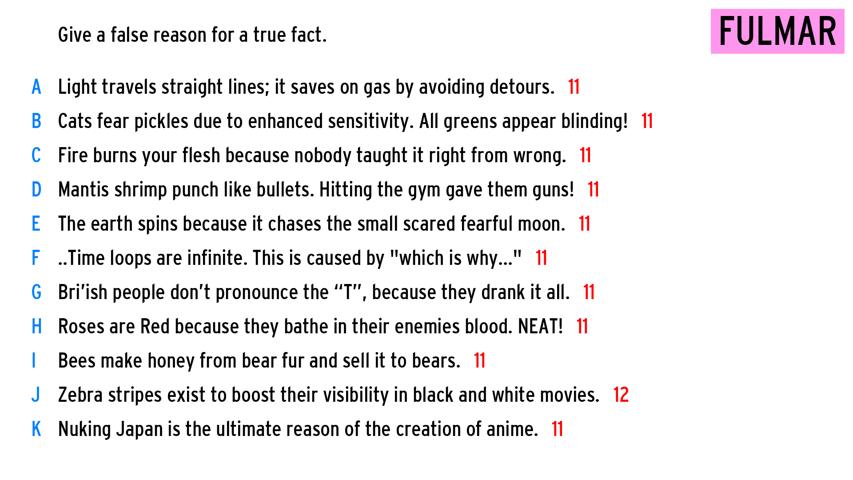 Give a false reason for a true fact.
FULMAR
A Light travels straight lines; it saves on gas by avoiding detours. 11
B Cats fear pickles due to enhanced sensitivity. All greens appear blinding! 11
C Fire burns your flesh because nobody taught it right from wrong. 11
D Mantis shrimp punch like bullets. Hitting the gym gave them guns! 11
E The earth spins because it chases the small scared fearful moon. 11
F ..Time loops are infinite. This is caused by "which is why..." 11
G Bri'ish people don't pronounce the “T”, because they drank it all. 11
H Roses are Red because they bathe in their enemies blood. NEAT! 11
I Bees make honey from bear fur and sell it to bears. 11
J Zebra stripes exist to boost their visibility in black and white movies. 12
K Nuking Japan is the ultimate reason of the creation of anime. 11